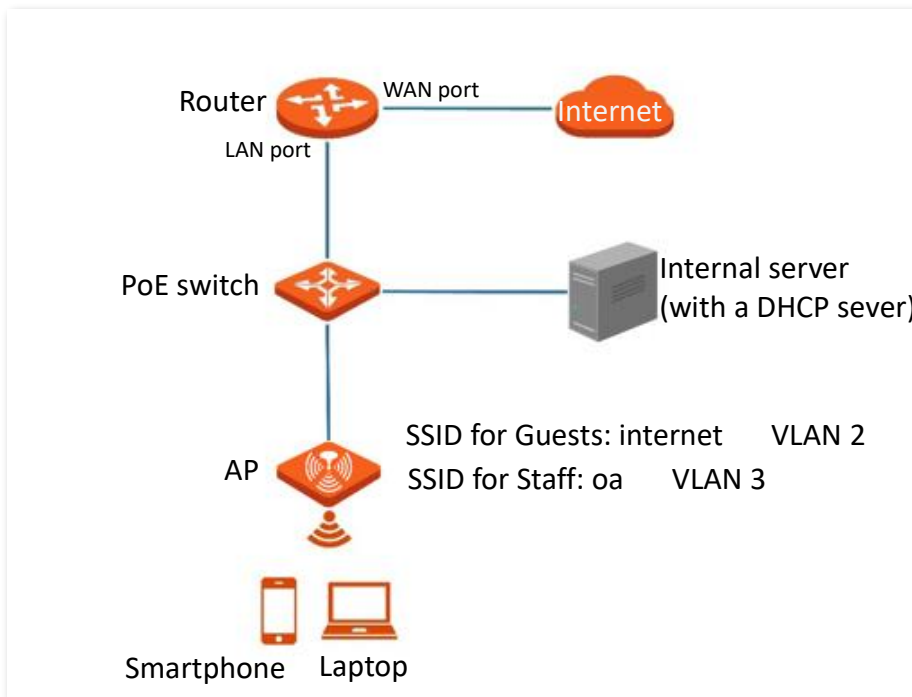 Router
WAN port
Internet
LAN port
PoE switch
Internal server
(with a DHCP sever)
AP
SSID for Guests: internet VLAN 2
SSID for Staff: oa VLAN 3
Smartphone
Laptop